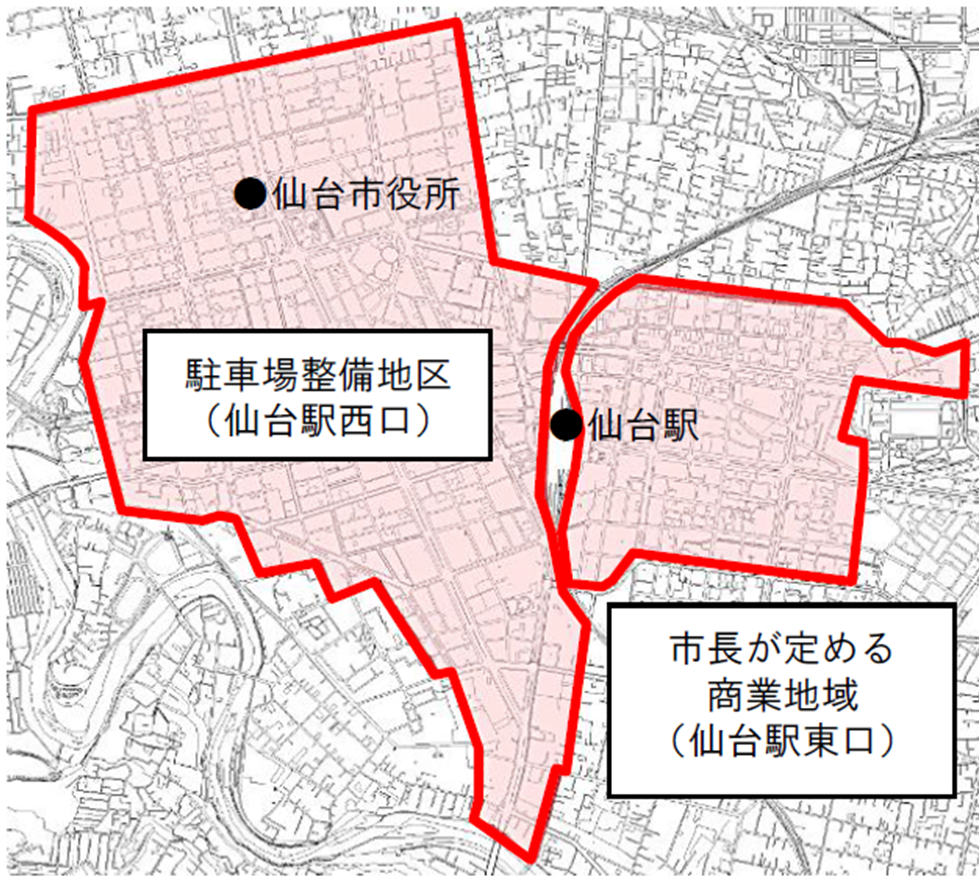 仙台市役所
駐車場整備地区
（仙台駅西口）
仙台駅
市長が定める
商業地域
（仙台駅東口）